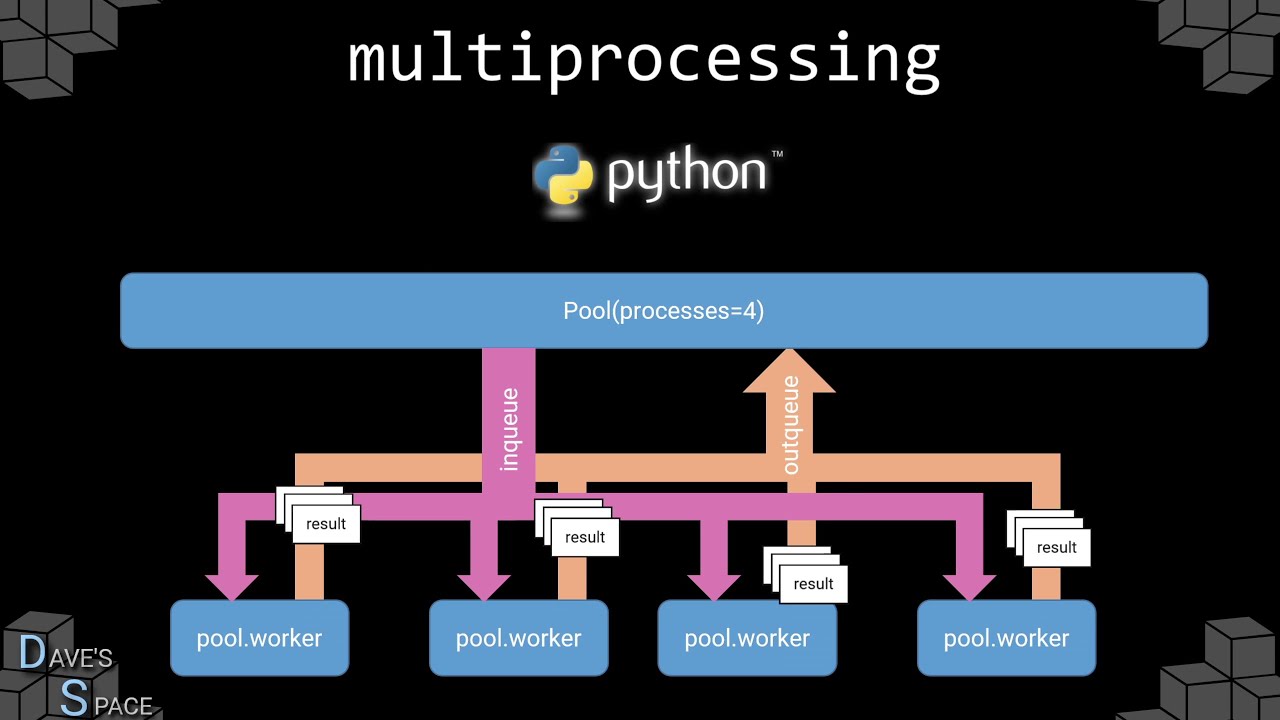 multiprocessing
python™
Pool(processes=4)
inqueue
outqueue
result
result
result
result
pool.worker
pool.worker
pool.worker
pool.worker
DAVE'S
SPACE